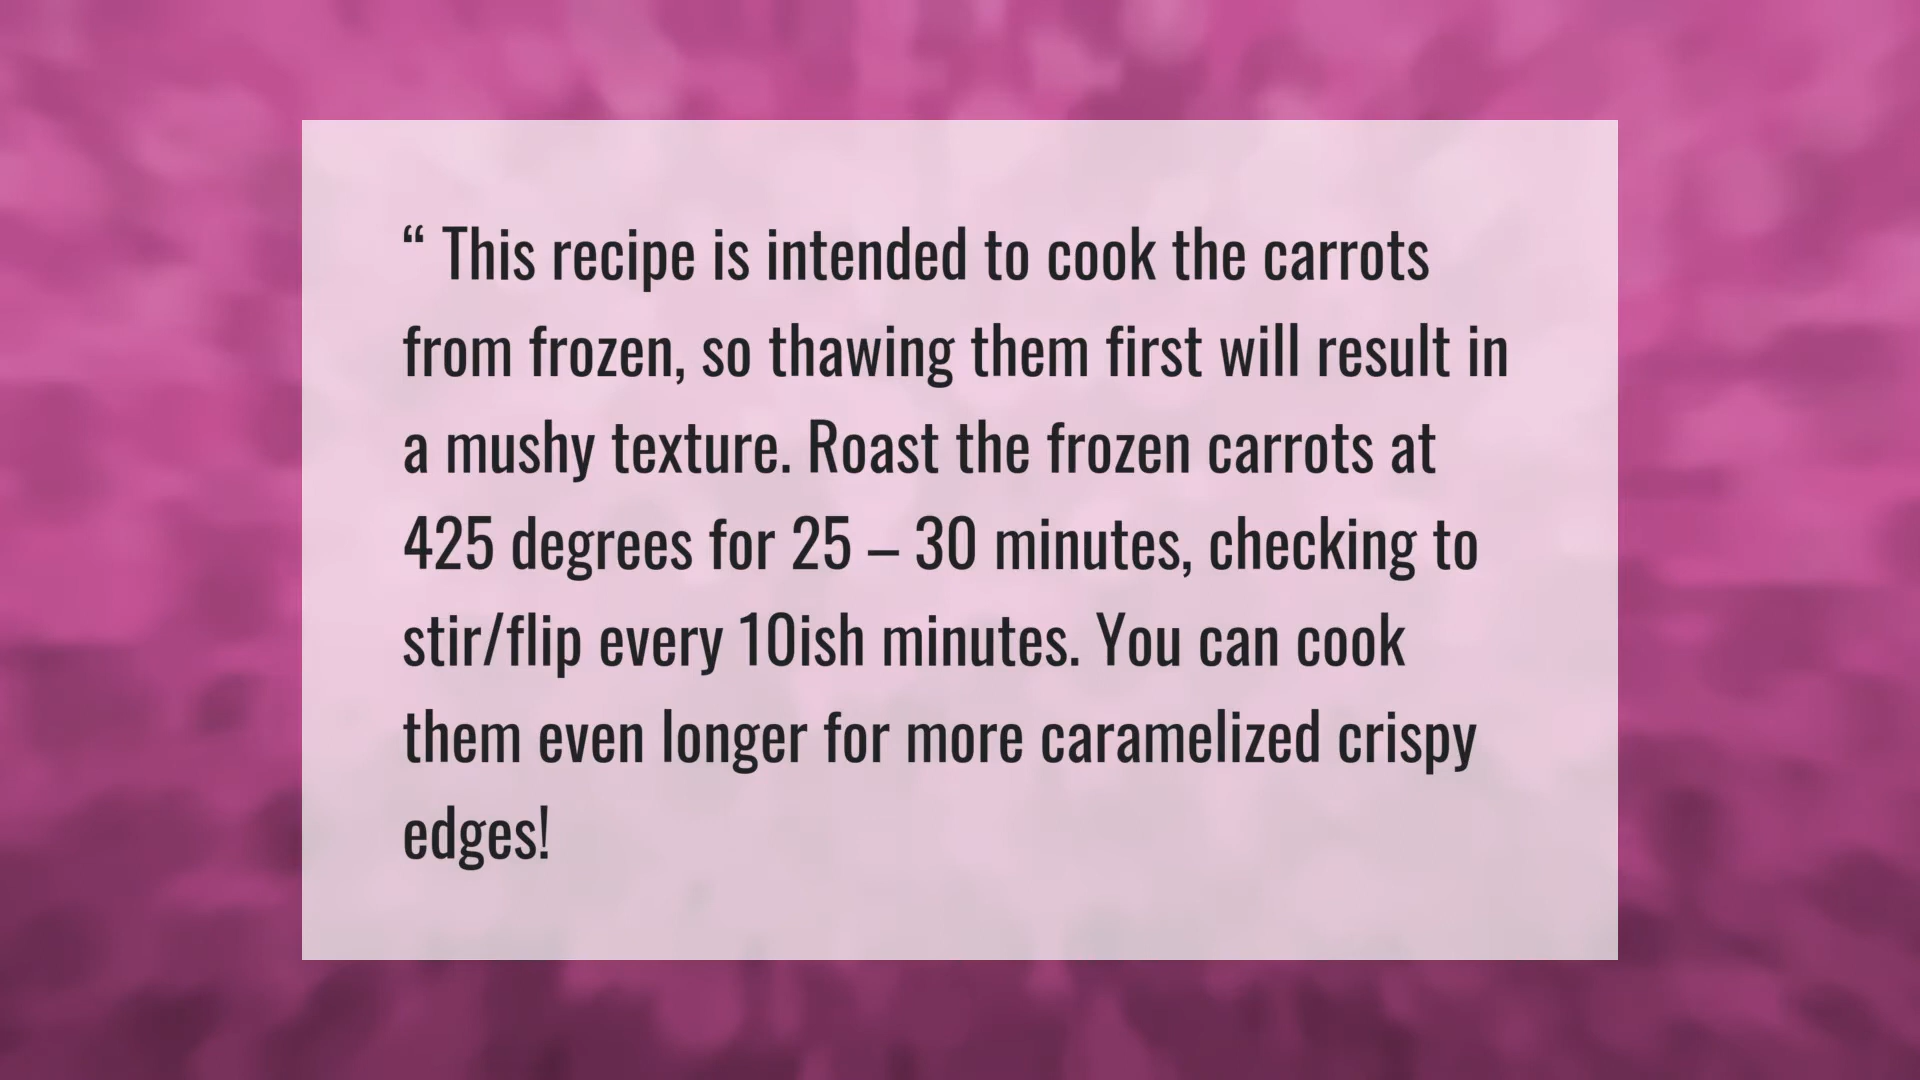 “ This recipe is intended to cook the carrots
from frozen, so thawing them first will result in
a mushy texture. Roast the frozen carrots at
425 degrees for 25 – 30 minutes, checking to
stir/flip every 10ish minutes. You can cook
them even longer for more caramelized crispy
edges!